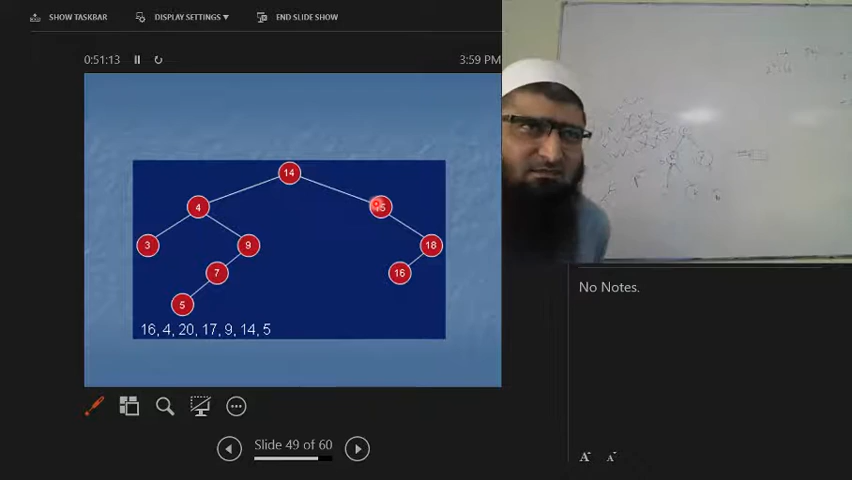 SHOW TASKBAR DISPLAY SETTINGS ▾ END SLIDE SHOW
0:51:13 3:59 PM
14
4 15
3 9 18
7 16
5
16, 4, 20, 17, 9, 14, 5
No Notes.
Slide 49 of 60
A A